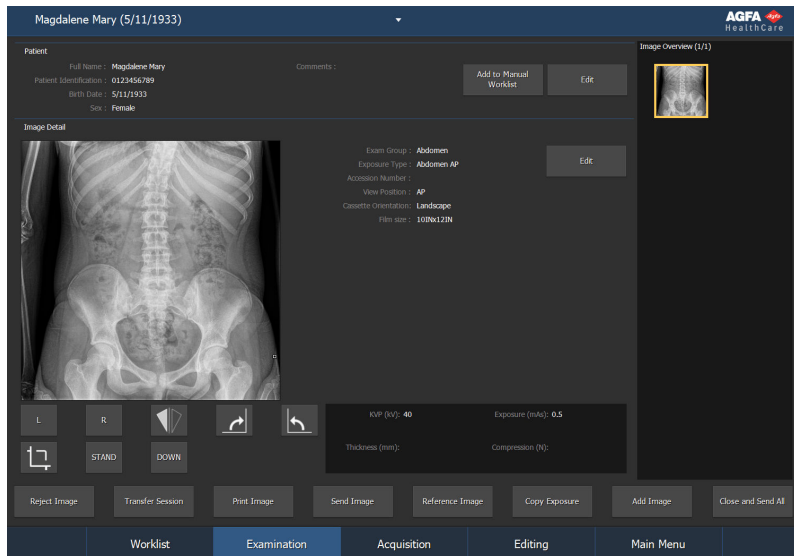 Magdalene Mary (5/11/1933)
AGFA Agfa
HealthCare
Patient
Full Name : Magdalene Mary
Comments :
Patient Identification : 0123456789
Birth Date : 5/11/1933
Sex : Female
Add to Manual
Worklist
Edit
Image Overview (1/1)
Image Detail
Exam Group : Abdomen
Exposure Type : Abdomen AP
Accession Number :
View Position : AP
Cassette Orientation: Landscape
Film size : 10INx12IN
Edit
L
R
STAND
DOWN
KVP (kV): 40
Exposure (mAs): 0.5
Thickness (mm):
Compression (N):
Reject Image
Transfer Session
Print Image
Send Image
Reference Image
Copy Exposure
Add Image
Close and Send All
Worklist
Examination
Acquisition
Editing
Main Menu